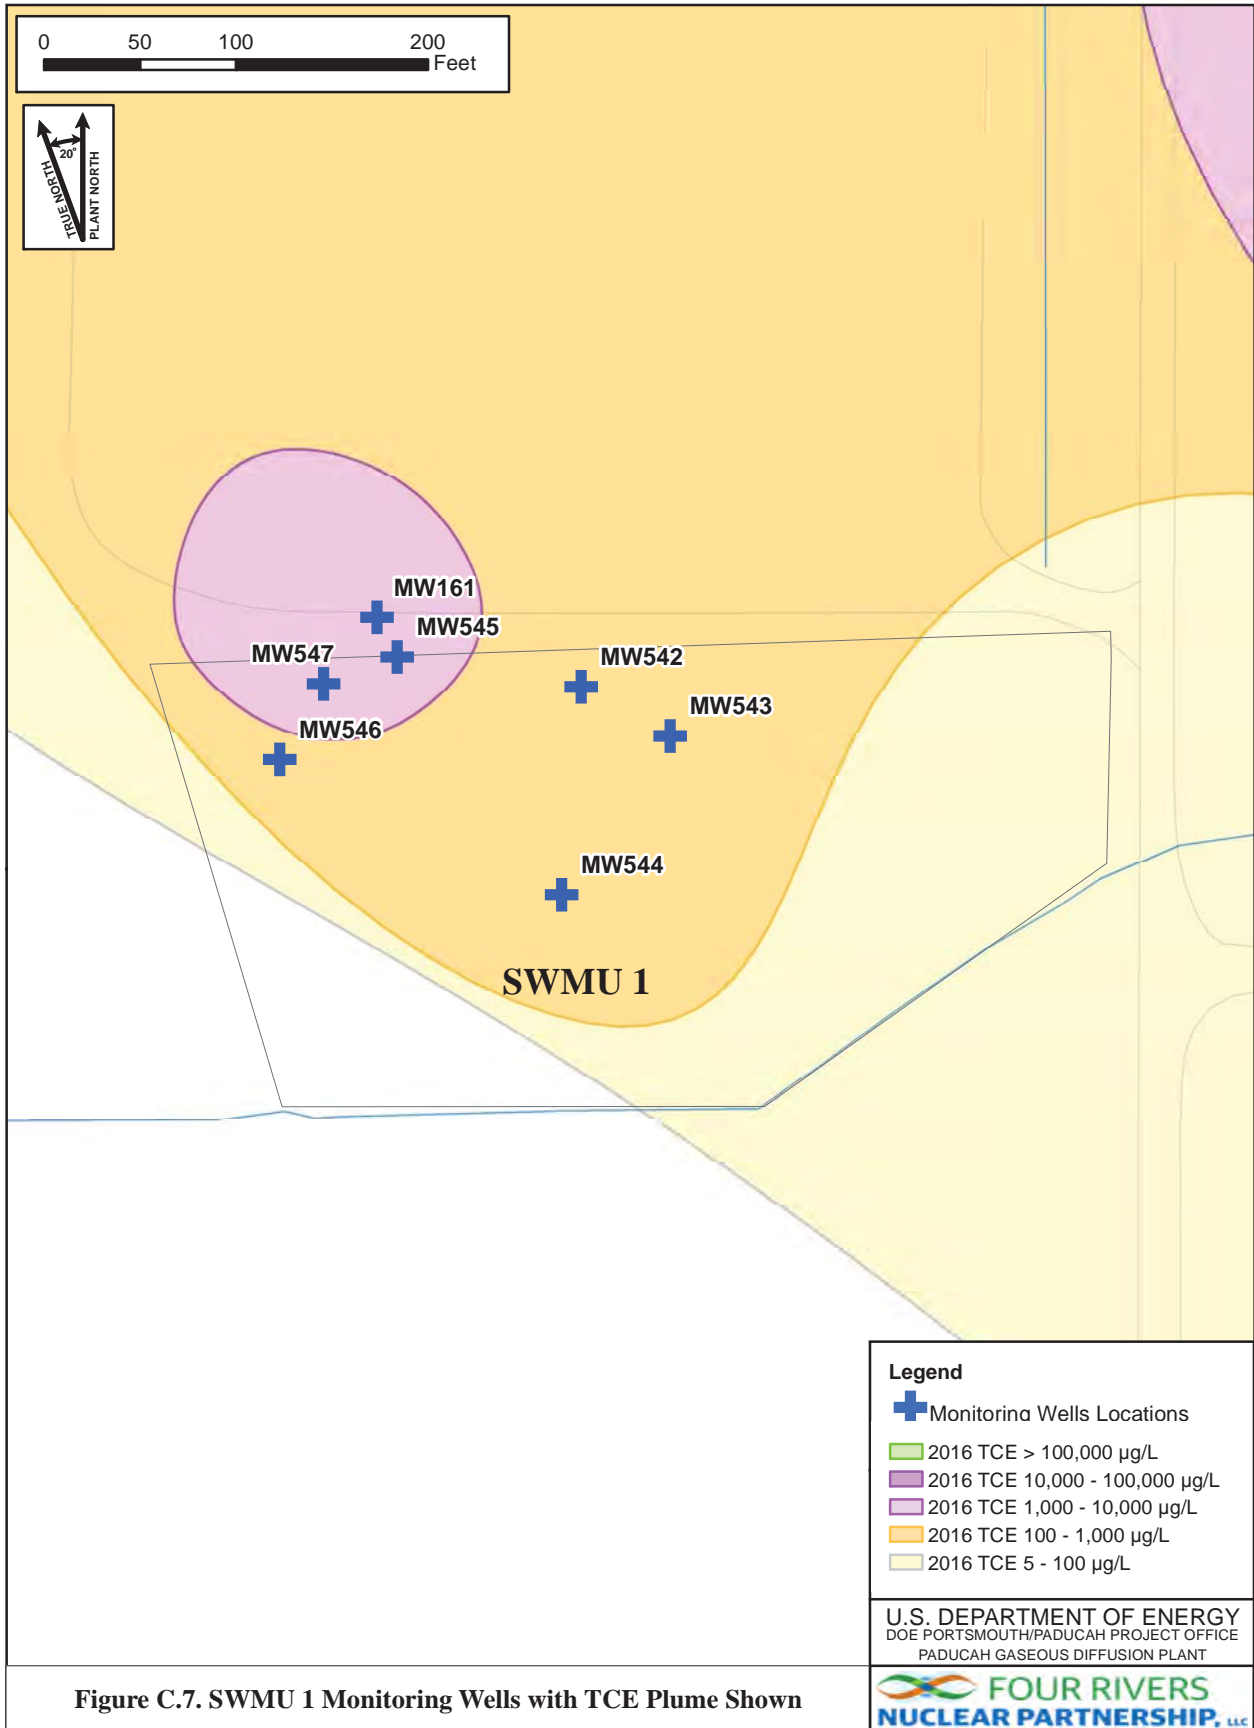 0 50 100 200
Feet
20°
TRUE NORTH
PLANT NORTH
MW161
MW545
MW547
MW542
MW543
MW546
MW544
SWMU 1
Legend
Monitoring Wells Locations
2016 TCE > 100,000 µg/L
2016 TCE 10,000 - 100,000 µg/L
2016 TCE 1,000 - 10,000 µg/L
2016 TCE 100 - 1,000 µg/L
2016 TCE 5 - 100 µg/L
U.S. DEPARTMENT OF ENERGY
DOE PORTSMOUTH/PADUCAH PROJECT OFFICE
PADUCAH GASEOUS DIFFUSION PLANT
Figure C.7. SWMU 1 Monitoring Wells with TCE Plume Shown
FOUR RIVERS
NUCLEAR PARTNERSHIP, LLC